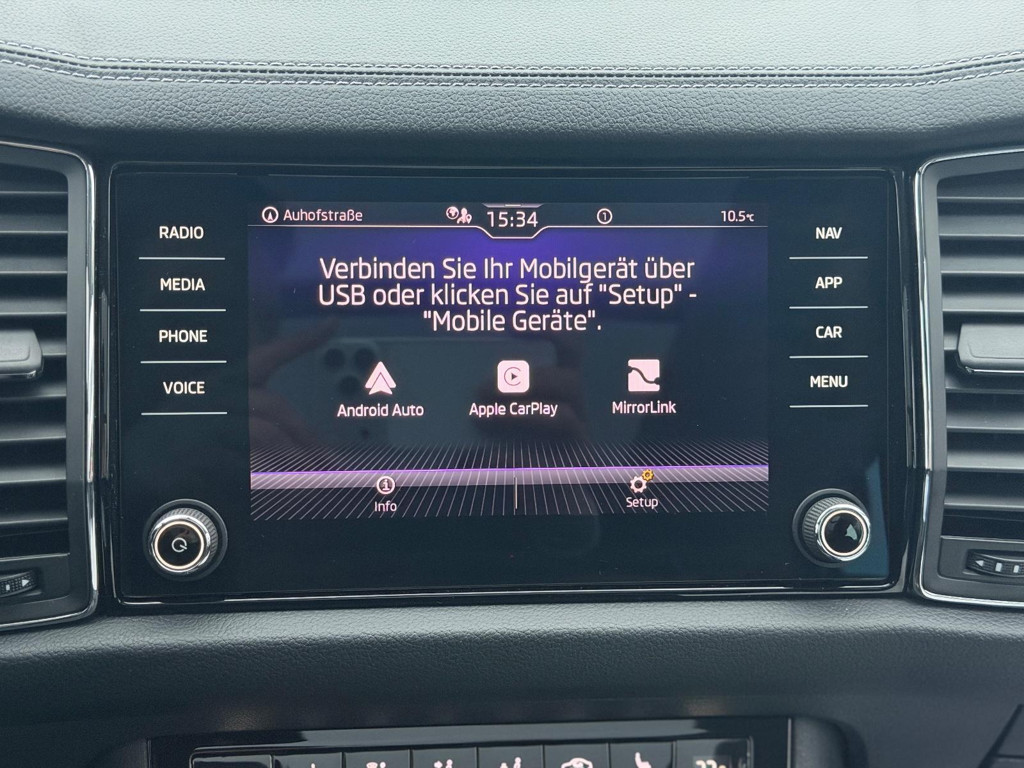 Auhofstraße 15:34 1 10.5°C
RADIO
MEDIA
PHONE
VOICE
Verbinden Sie Ihr Mobilgerät über
USB oder klicken Sie auf "Setup" -
"Mobile Geräte".
Android Auto Apple CarPlay MirrorLink
Info Setup
NAV
APP
CAR
MENU